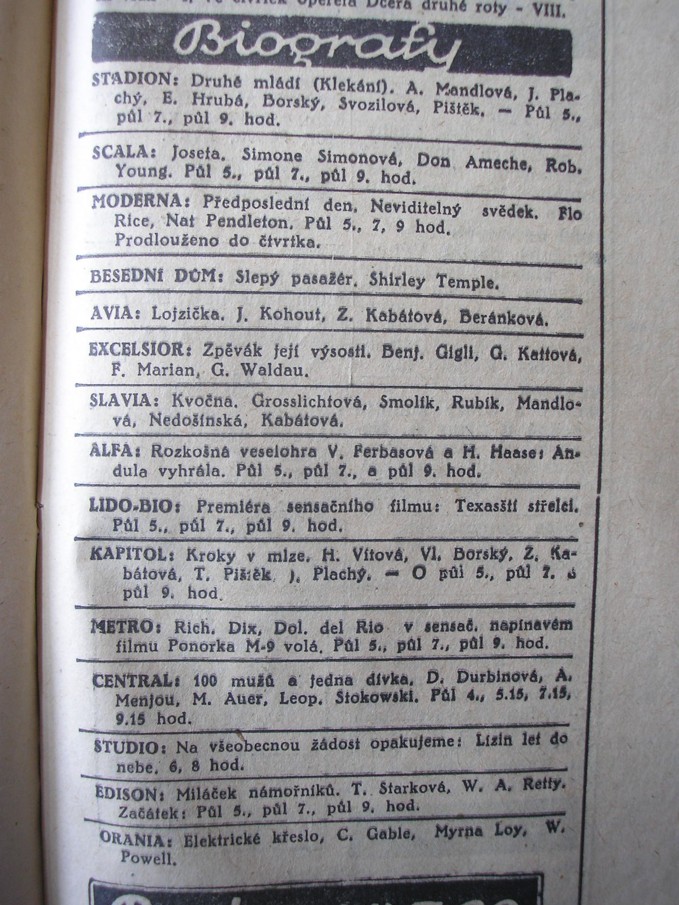 ve čtvrtek opereta Dcera druhé roty - VIII.
Biografy
STADION: Druhé mládí (Klekání). A. Mandlová, J. Pla-
chý, E. Hrubá, Borský, Svozilová, Pištěk. — Půl 5.,
půl 7., půl 9. hod.
SCALA: Joseta. Simone Simonová, Don Ameche, Rob.
Young. Půl 5., půl 7., půl 9. hod.
MODERNA: Předposlední den. Neviditelný svědek. Flo
Rice, Nat Pendleton. Půl 5., 7, 9 hod.
Prodlouženo do čtvrtka.
BESEDNÍ DŮM: Slepý pasažér. Shirley Temple.
AVIA: Lojzička. J. Kohout, Ž. Kabátová, Beránková.
EXCELSIOR: Zpěvák její výsosti. Benj. Gigli, G. Kattová,
F. Marian, G. Waldau.
SLAVIA: Kvočna. Grosslichtová, Smolík, Rubík, Mandlo-
vá, Nedošínská, Kabátová.
ALFA: Rozkošná veselohra V. Ferbasová a H. Haase: An-
dula vyhrála. Půl 5., půl 7., a půl 9. hod.
LIDO-BIO: Premiéra sensačního filmu: Texasští střelci.
Půl 5., půl 7., půl 9. hod.
KAPITOL: Kroky v mlze. H. Vítová, Vl. Borský, Ž. Ka-
bátová, T. Pištěk, J. Plachý. — O půl 5., půl 7. a
půl 9. hod.
METRO: Rich. Dix, Dol. del Rio v sensač. napínavém
filmu Ponorka M-9 volá. Půl 5., půl 7., půl 9. hod.
CENTRAL: 100 mužů a jedna dívka. D. Durbinová, A.
Menjou, M. Auer, Leop. Stokowski. Půl 4., 5.15, 7.15,
9.15 hod.
STUDIO: Na všeobecnou žádost opakujeme: Lízin let do
nebe. 6, 8 hod.
EDISON: Miláček námořníků. T. Starková, W. A. Retty.
Začátek: Půl 5., půl 7., půl 9. hod.
ORANIA: Elektrické křeslo, C. Gable, Myrna Loy, W.
Powell.